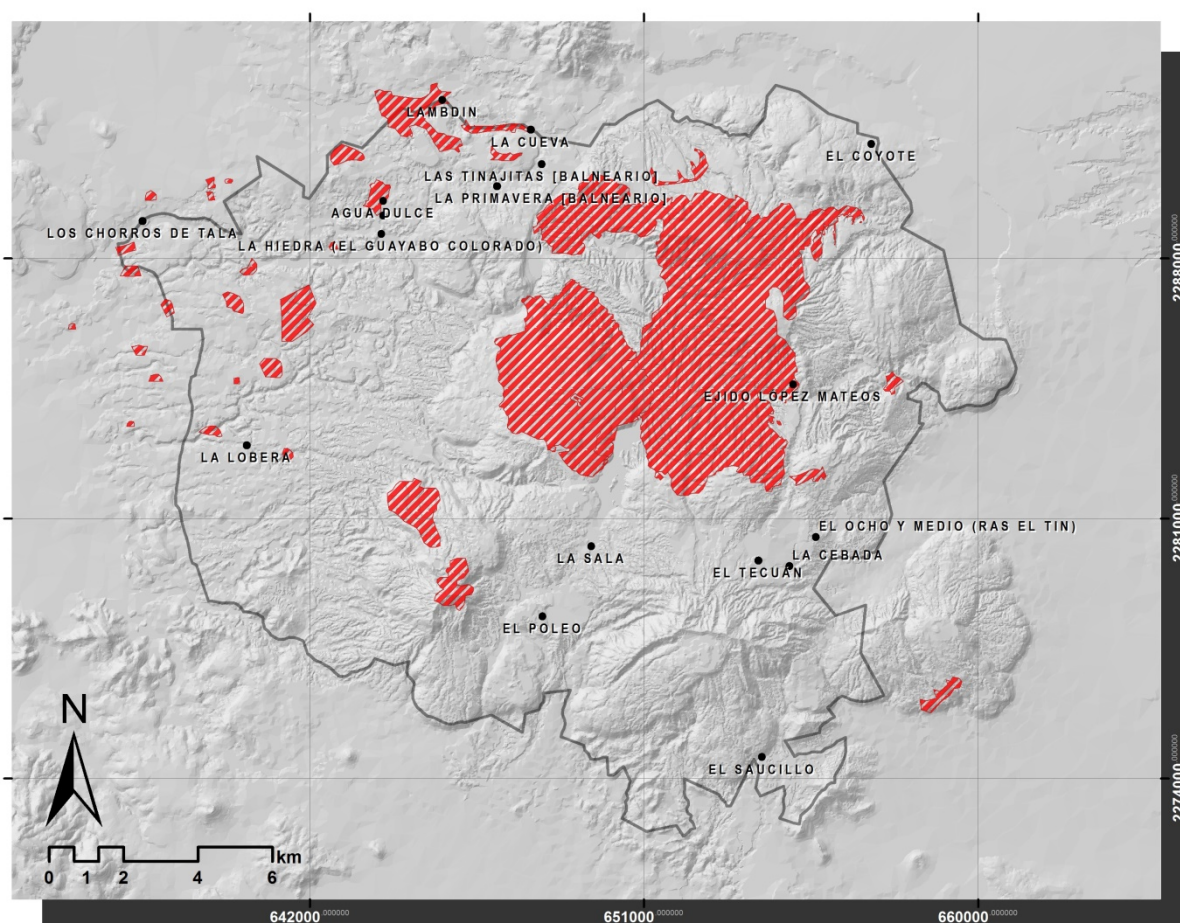 LAMBDIN
LA CUEVA
EL COYOTE
LAS TINAJITAS [BALNEARIO]
LA PRIMAVERA [BALNEARIO]
AGUA DULCE
LOS CHORROS DE TALA
LA HIEDRA (EL GUAYABO COLORADO)
2288000.000000
EJIDO LÓPEZ MATEOS
LA LOBERA
2281000.000000
EL OCHO Y MEDIO (RAS EL TIN)
LA SALA
LA CEBADA
EL TECUÁN
EL POLEO
N
EL SAUCILLO
2274000.000000
km
0 1 2 4 6
642000.000000 651000.000000 660000.000000